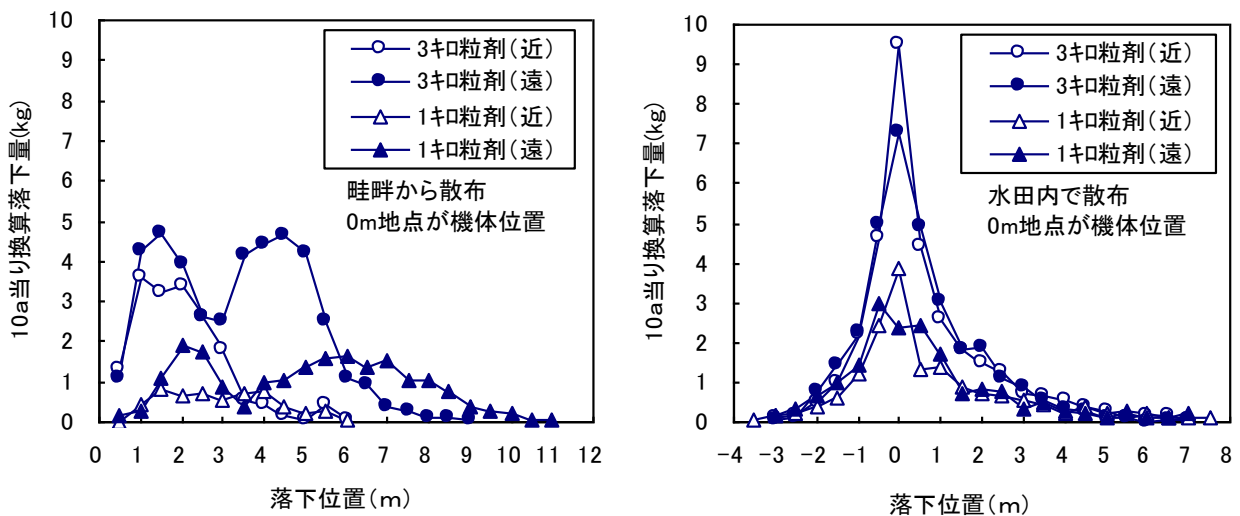 10
9
8
7
6
5
4
3
2
1
0
10a当り換算落下量(kg)
3ｷﾛ粒剤（近）
3ｷﾛ粒剤（遠）
1ｷﾛ粒剤（近）
1ｷﾛ粒剤（遠）
畦畔から散布
0m地点が機体位置
0 1 2 3 4 5 6 7 8 9 10 11 12
落下位置（m）
10
9
8
7
6
5
4
3
2
1
0
10a当り換算落下量(kg)
3ｷﾛ粒剤（近）
3ｷﾛ粒剤（遠）
1ｷﾛ粒剤（近）
1ｷﾛ粒剤（遠）
水田内で散布
0m地点が機体位置
-4 -3 -2 -1 0 1 2 3 4 5 6 7 8
落下位置（m）